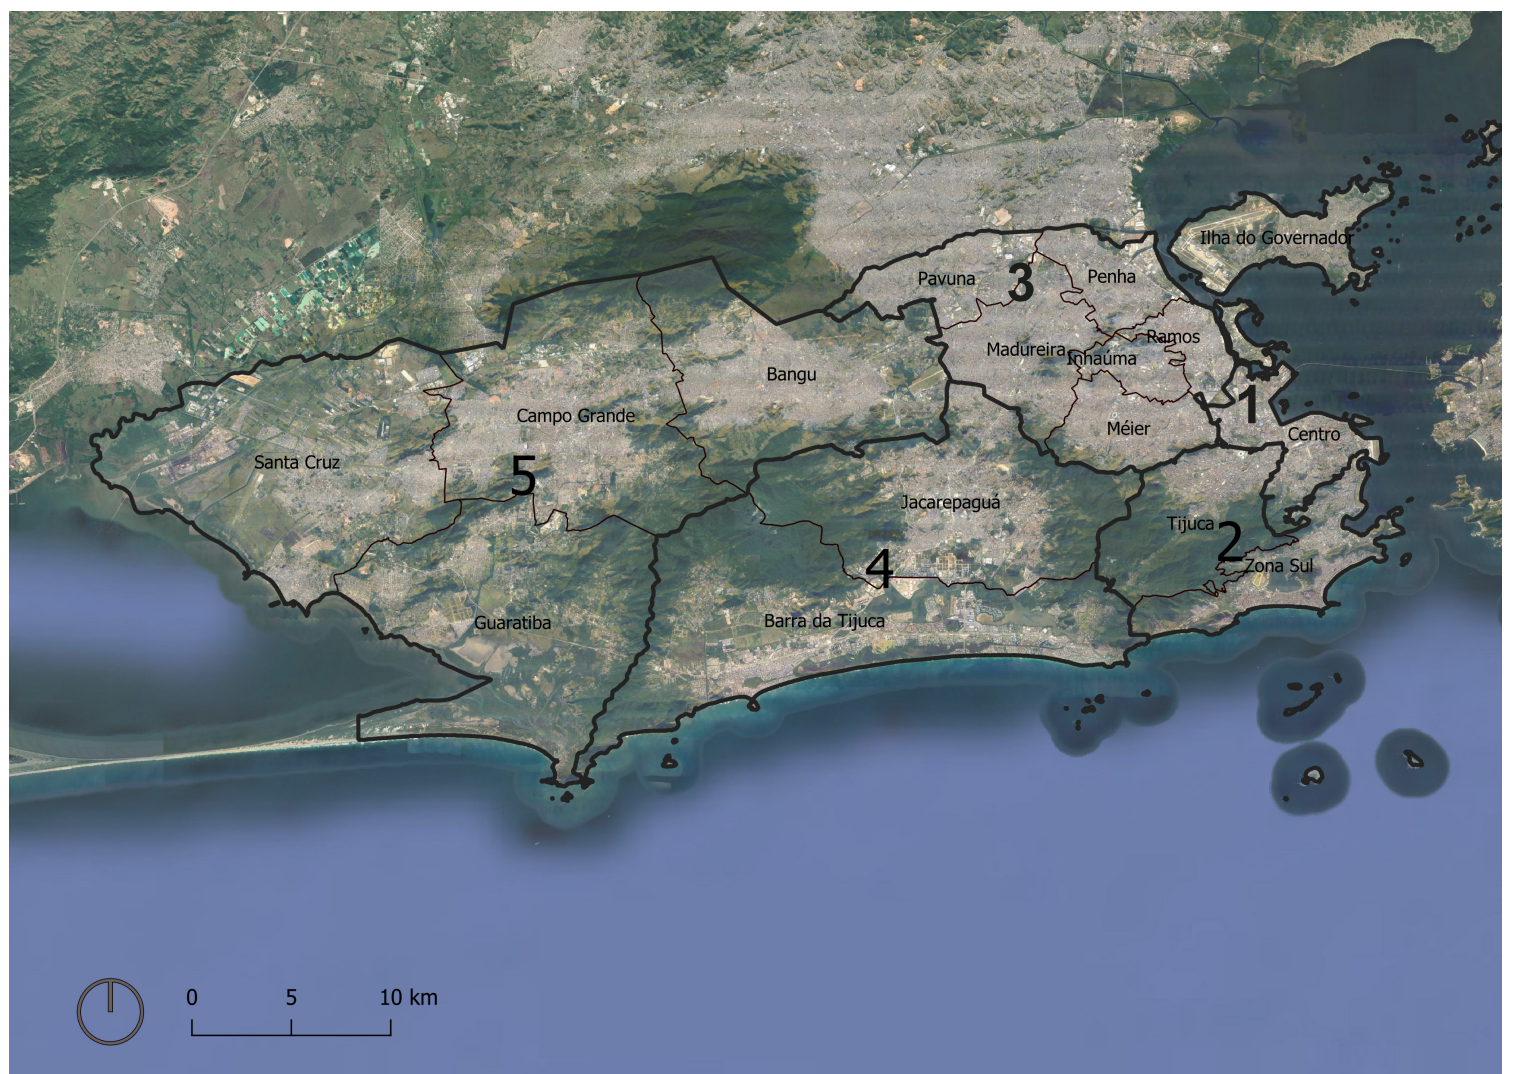 Ilha do Governador
Pavuna
3
Penha
Ramos
Madureira
Inhaúma
Bangu
1
Campo Grande
Méier
Centro
Santa Cruz
5
Jacarepaguá
Tijuca
2
4
Zona Sul
Guaratiba
Barra da Tijuca
0 5 10 km